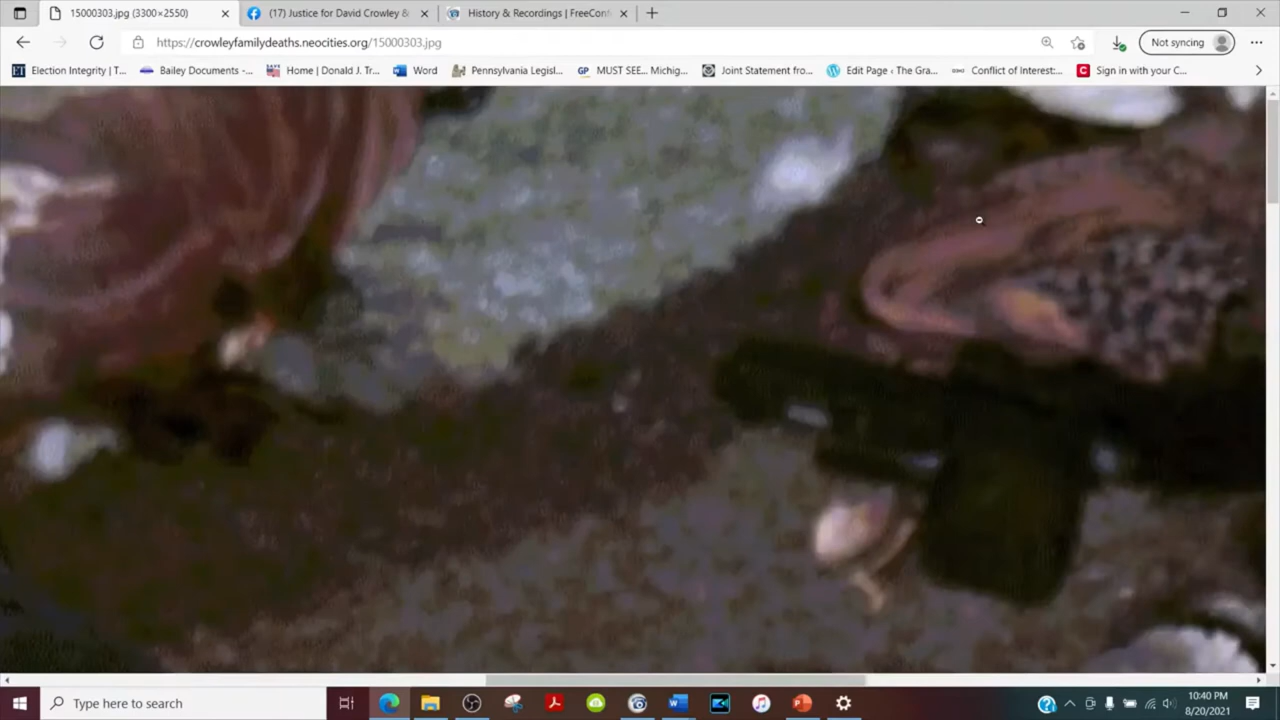 15000303.jpg (3300×2550)
(17) Justice for David Crowley &
History & Recordings | FreeConf
https://crowleyfamilydeaths.neocities.org/15000303.jpg
Not syncing
Election Integrity | T...
Bailey Documents -...
Home | Donald J. Tr...
Word
Pennsylvania Legisl...
GP MUST SEE... Michig...
Joint Statement fro...
Edit Page ‹ The Gra...
Conflict of Interest:...
Sign in with your C...
Type here to search
10:40 PM
8/20/2021